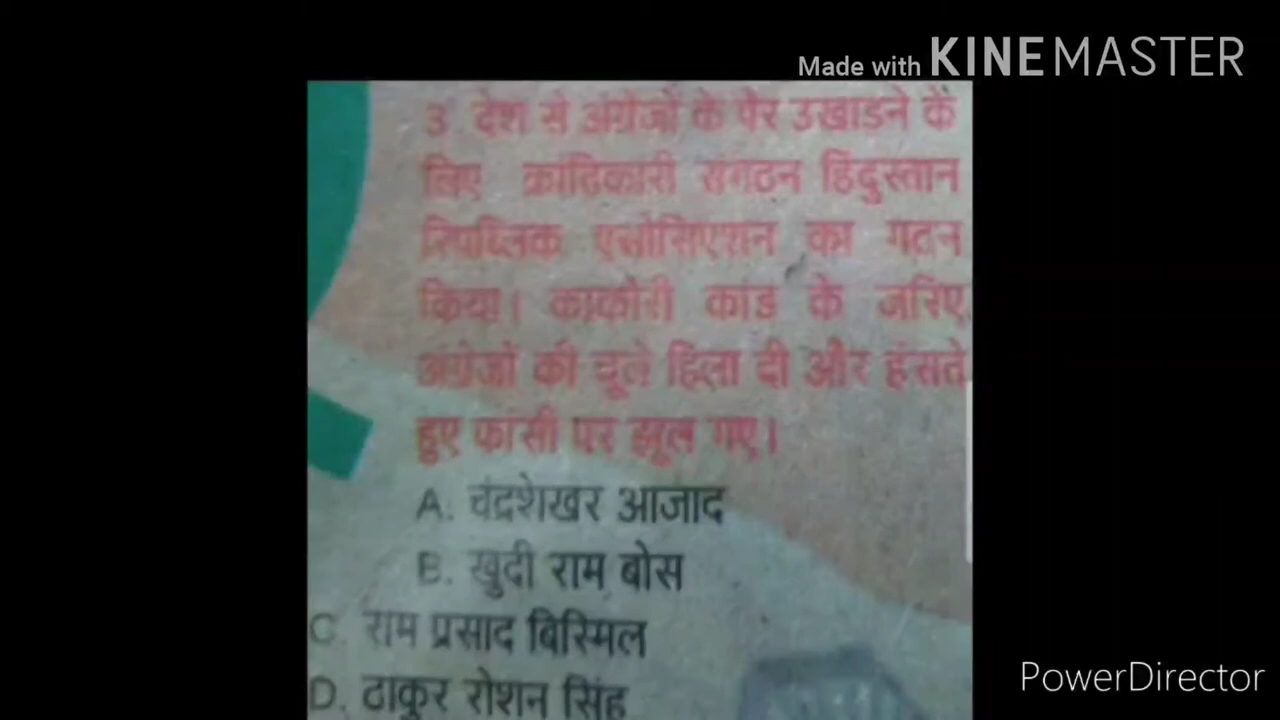 Made with KINEMASTER
3. देश से अंग्रेजों के पैर उखाडने के
लिए क्रांतिकारी संगठन हिंदुस्तान
रिपब्लिक एसोसिएशन का गठन
किया। काकोरी कांड के जरिए
अंग्रेजों की चूलें हिला दी और हंसते
हुए फांसी पर झूल गए।
A. चंद्रशेखर आजाद
B. खुदी राम बोस
C. राम प्रसाद बिस्मिल
D. ठाकुर रोशन सिंह
PowerDirector